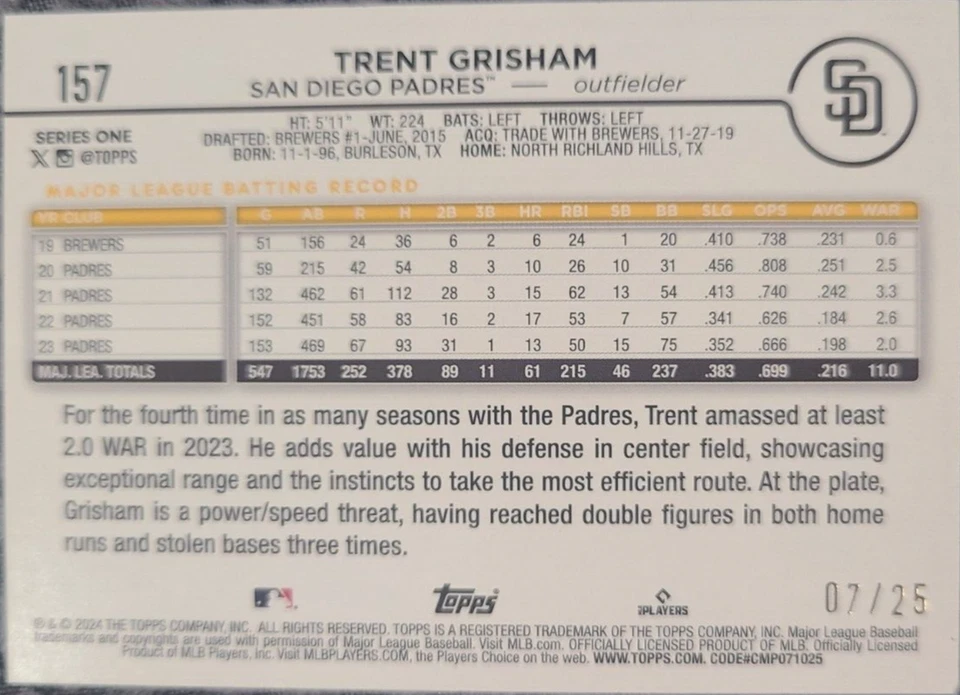 157
TRENT GRISHAM
SAN DIEGO PADRES™ — outfielder
SD
SERIES ONE
@TOPPS
HT: 5'11" WT: 224 BATS: LEFT THROWS: LEFT
DRAFTED: BREWERS #1-JUNE, 2015 ACQ: TRADE WITH BREWERS, 11-27-19
BORN: 11-1-96, BURLESON, TX HOME: NORTH RICHLAND HILLS, TX
MAJOR LEAGUE BATTING RECORD
YR CLUB G AB R H 2B 3B HR RBI SB BB SLG OPS AVG WAR
19 BREWERS 51 156 24 36 6 2 6 24 1 20 .410 .738 .231 0.6
20 PADRES 59 215 42 54 8 3 10 26 10 31 .456 .808 .251 2.5
21 PADRES 132 462 61 112 28 3 15 62 13 54 .413 .740 .242 3.3
22 PADRES 152 451 58 83 16 2 17 53 7 57 .341 .626 .184 2.6
23 PADRES 153 469 67 93 31 1 13 50 15 75 .352 .666 .198 2.0
MAJ. LEA. TOTALS 547 1753 252 378 89 11 61 215 46 237 .383 .699 .216 11.0
For the fourth time in as many seasons with the Padres, Trent amassed at least
2.0 WAR in 2023. He adds value with his defense in center field, showcasing
exceptional range and the instincts to take the most efficient route. At the plate,
Grisham is a power/speed threat, having reached double figures in both home
runs and stolen bases three times.
Topps
PLAYERS
07/25
® & © 2024 THE TOPPS COMPANY, INC. ALL RIGHTS RESERVED. TOPPS IS A REGISTERED TRADEMARK OF THE TOPPS COMPANY, INC. Major League Baseball
trademarks and copyrights are used with permission of Major League Baseball. Visit MLB.com. OFFICIALLY LICENSED PRODUCT OF MLB. Officially Licensed
Product of MLB Players, Inc. Visit MLBPLAYERS.COM, the Players Choice on the web. WWW.TOPPS.COM. CODE#CMP071025